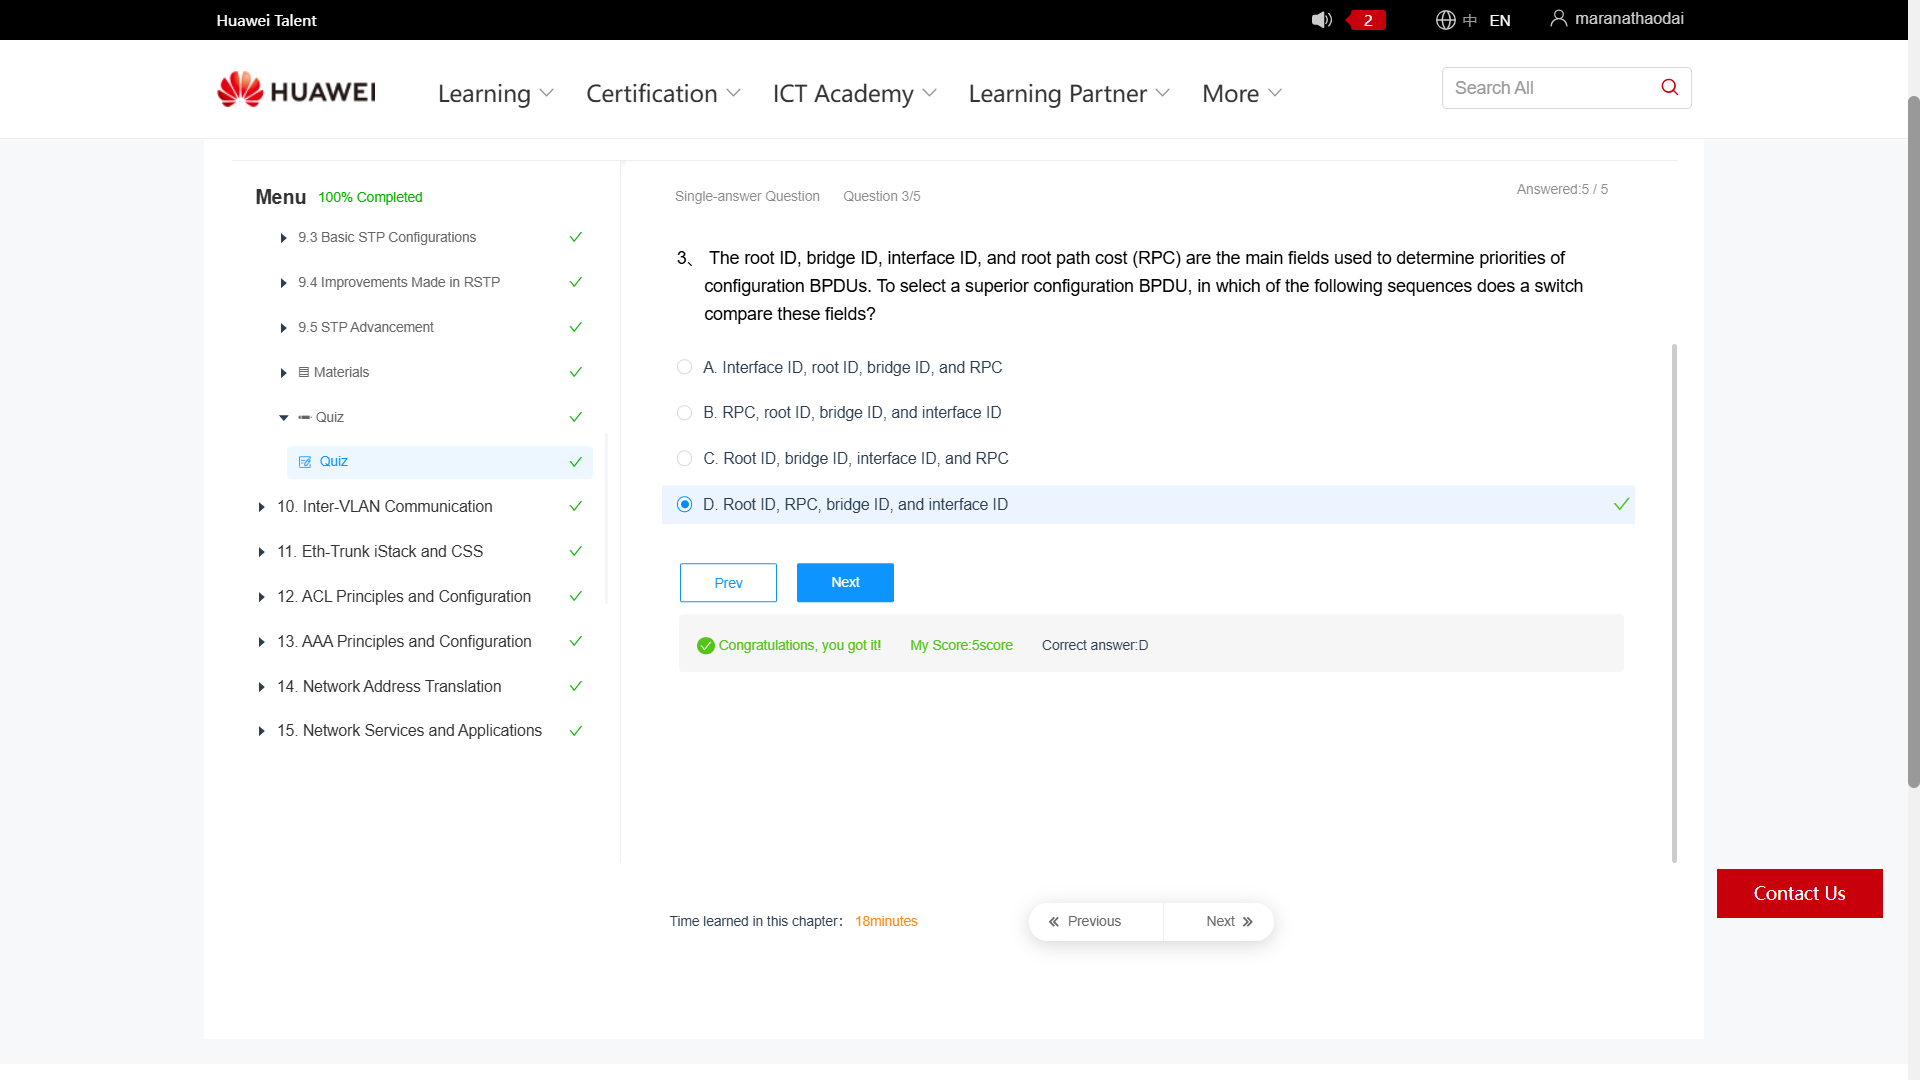 Huawei Talent
2
中 EN
maranathaodai
HUAWEI
Learning
Certification
ICT Academy
Learning Partner
More
Search All
Menu 100% Completed
9.3 Basic STP Configurations
9.4 Improvements Made in RSTP
9.5 STP Advancement
Materials
Quiz
Quiz
10. Inter-VLAN Communication
11. Eth-Trunk iStack and CSS
12. ACL Principles and Configuration
13. AAA Principles and Configuration
14. Network Address Translation
15. Network Services and Applications
Single-answer Question Question 3/5
Answered:5 / 5
3、 The root ID, bridge ID, interface ID, and root path cost (RPC) are the main fields used to determine priorities of
configuration BPDUs. To select a superior configuration BPDU, in which of the following sequences does a switch
compare these fields?
A. Interface ID, root ID, bridge ID, and RPC
B. RPC, root ID, bridge ID, and interface ID
C. Root ID, bridge ID, interface ID, and RPC
D. Root ID, RPC, bridge ID, and interface ID
Prev
Next
Congratulations, you got it! My Score:5score Correct answer:D
Time learned in this chapter： 18minutes
« Previous
Next »
Contact Us